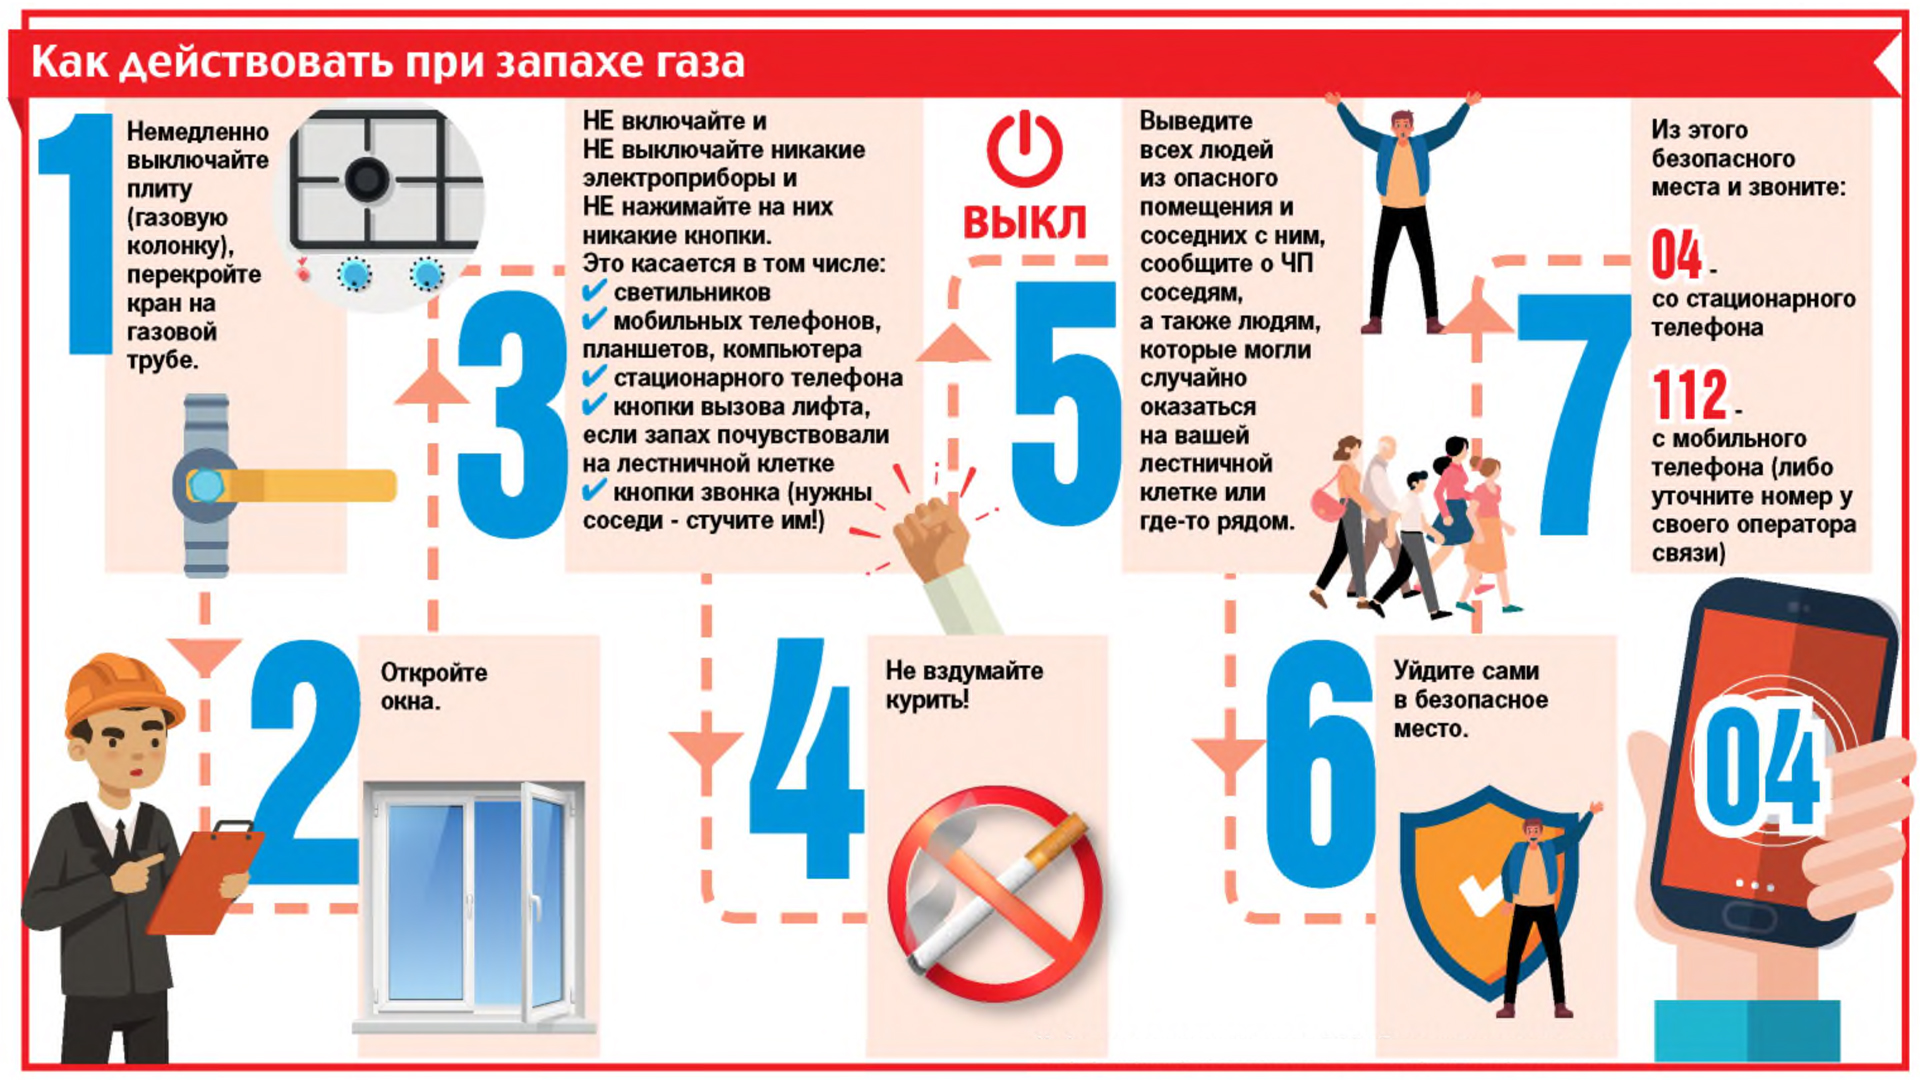 Как действовать при запахе газа
1
Немедленно
выключайте
плиту
(газовую
колонку),
перекройте
кран на
газовой
трубе.
2
Откройте
окна.
3
НЕ включайте и
НЕ выключайте никакие
электроприборы и
НЕ нажимайте на них
никакие кнопки.
Это касается в том числе:
✔ светильников
✔ мобильных телефонов,
планшетов, компьютера
✔ стационарного телефона
✔ кнопки вызова лифта,
если запах почувствовали
на лестничной клетке
✔ кнопки звонка (нужны
соседи - стучите им!)
4
Не вздумайте
курить!
ВЫКЛ
5
Выведите
всех людей
из опасного
помещения и
соседних с ним,
сообщите о ЧП
соседям,
а также людям,
которые могли
случайно
оказаться
на вашей
лестничной
клетке или
где-то рядом.
6
Уйдите сами
в безопасное
место.
7
Из этого
безопасного
места и звоните:
04 -
со стационарного
телефона
112 -
с мобильного
телефона (либо
уточните номер у
своего оператора
связи)
04